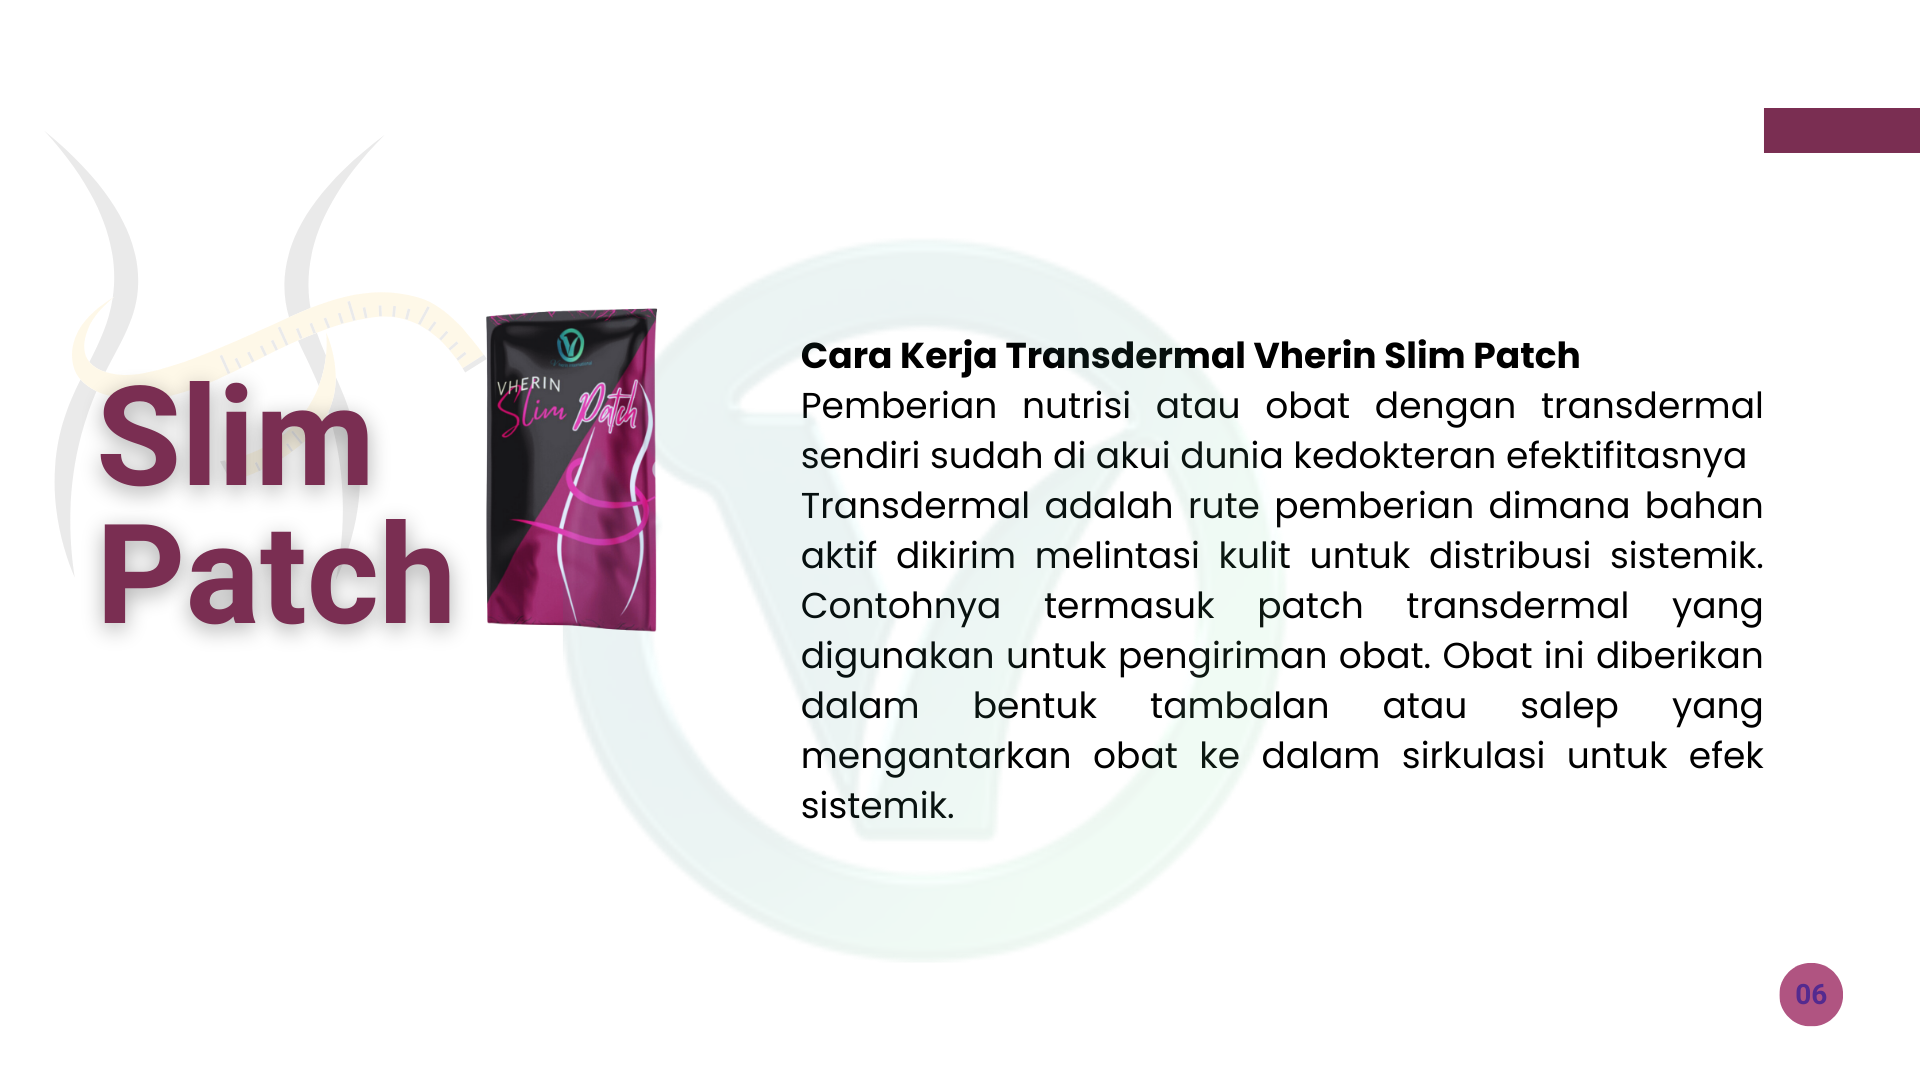 Slim
Patch
VHERIN
Slim Patch
Cara Kerja Transdermal Vherin Slim Patch
Pemberian nutrisi atau obat dengan transdermal
sendiri sudah di akui dunia kedokteran efektifitasnya
Transdermal adalah rute pemberian dimana bahan
aktif dikirim melintasi kulit untuk distribusi sistemik.
Contohnya termasuk patch transdermal yang
digunakan untuk pengiriman obat. Obat ini diberikan
dalam bentuk tambalan atau salep yang
mengantarkan obat ke dalam sirkulasi untuk efek
sistemik.
06